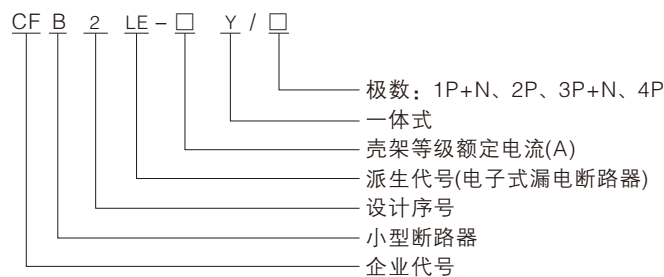 CF B 2 LE-□ Y/□
极数：1P+N、2P、3P+N、4P
一体式
壳架等级额定电流(A)
派生代号(电子式漏电断路器)
设计序号
小型断路器
企业代号